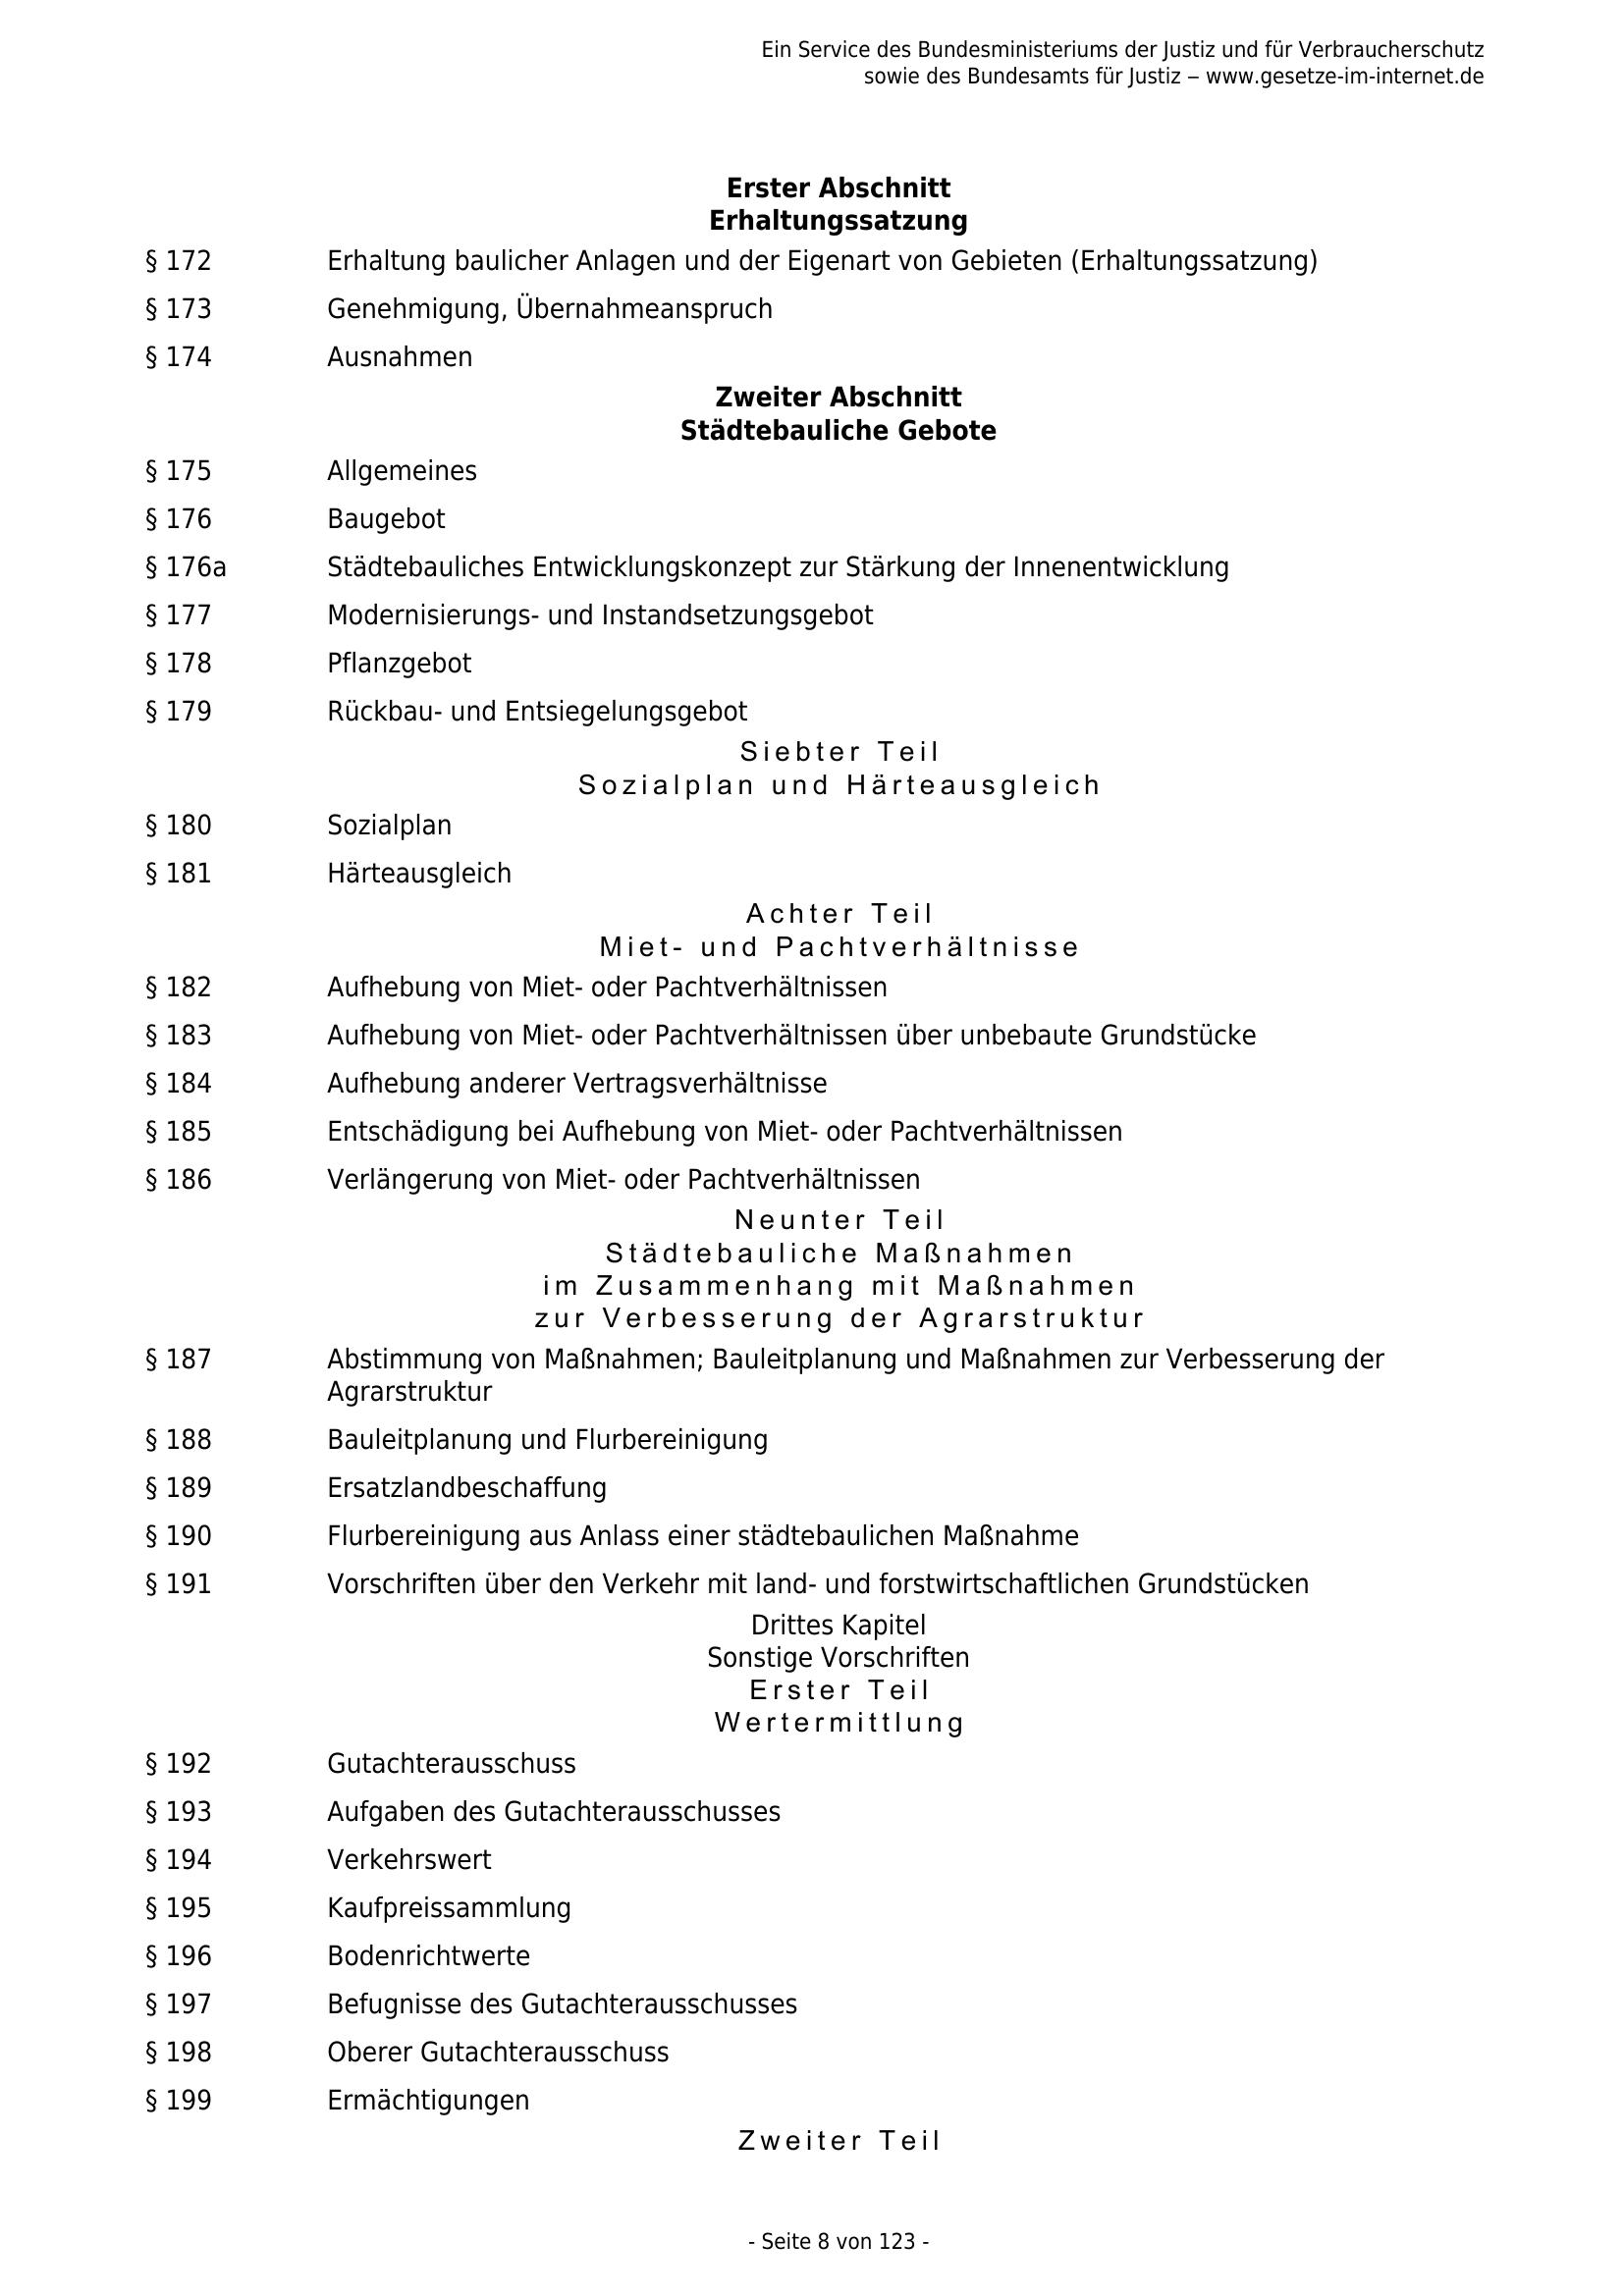 Ein Service des Bundesministeriums der Justiz und für Verbraucherschutz
sowie des Bundesamts für Justiz ‒ www.gesetze-im-internet.de
Erster Abschnitt
Erhaltungssatzung
§ 172 Erhaltung baulicher Anlagen und der Eigenart von Gebieten (Erhaltungssatzung)
§ 173 Genehmigung, Übernahmeanspruch
§ 174 Ausnahmen
Zweiter Abschnitt
Städtebauliche Gebote
§ 175 Allgemeines
§ 176 Baugebot
§ 176a Städtebauliches Entwicklungskonzept zur Stärkung der Innenentwicklung
§ 177 Modernisierungs- und Instandsetzungsgebot
§ 178 Pflanzgebot
§ 179 Rückbau- und Entsiegelungsgebot
Siebter Teil
Sozialplan und Härteausgleich
§ 180 Sozialplan
§ 181 Härteausgleich
Achter Teil
Miet- und Pachtverhältnisse
§ 182 Aufhebung von Miet- oder Pachtverhältnissen
§ 183 Aufhebung von Miet- oder Pachtverhältnissen über unbebaute Grundstücke
§ 184 Aufhebung anderer Vertragsverhältnisse
§ 185 Entschädigung bei Aufhebung von Miet- oder Pachtverhältnissen
§ 186 Verlängerung von Miet- oder Pachtverhältnissen
Neunter Teil
Städtebauliche Maßnahmen
im Zusammenhang mit Maßnahmen
zur Verbesserung der Agrarstruktur
§ 187 Abstimmung von Maßnahmen; Bauleitplanung und Maßnahmen zur Verbesserung der
Agrarstruktur
§ 188 Bauleitplanung und Flurbereinigung
§ 189 Ersatzlandbeschaffung
§ 190 Flurbereinigung aus Anlass einer städtebaulichen Maßnahme
§ 191 Vorschriften über den Verkehr mit land- und forstwirtschaftlichen Grundstücken
Drittes Kapitel
Sonstige Vorschriften
Erster Teil
Wertermittlung
§ 192 Gutachterausschuss
§ 193 Aufgaben des Gutachterausschusses
§ 194 Verkehrswert
§ 195 Kaufpreissammlung
§ 196 Bodenrichtwerte
§ 197 Befugnisse des Gutachterausschusses
§ 198 Oberer Gutachterausschuss
§ 199 Ermächtigungen
Zweiter Teil
- Seite 8 von 123 -